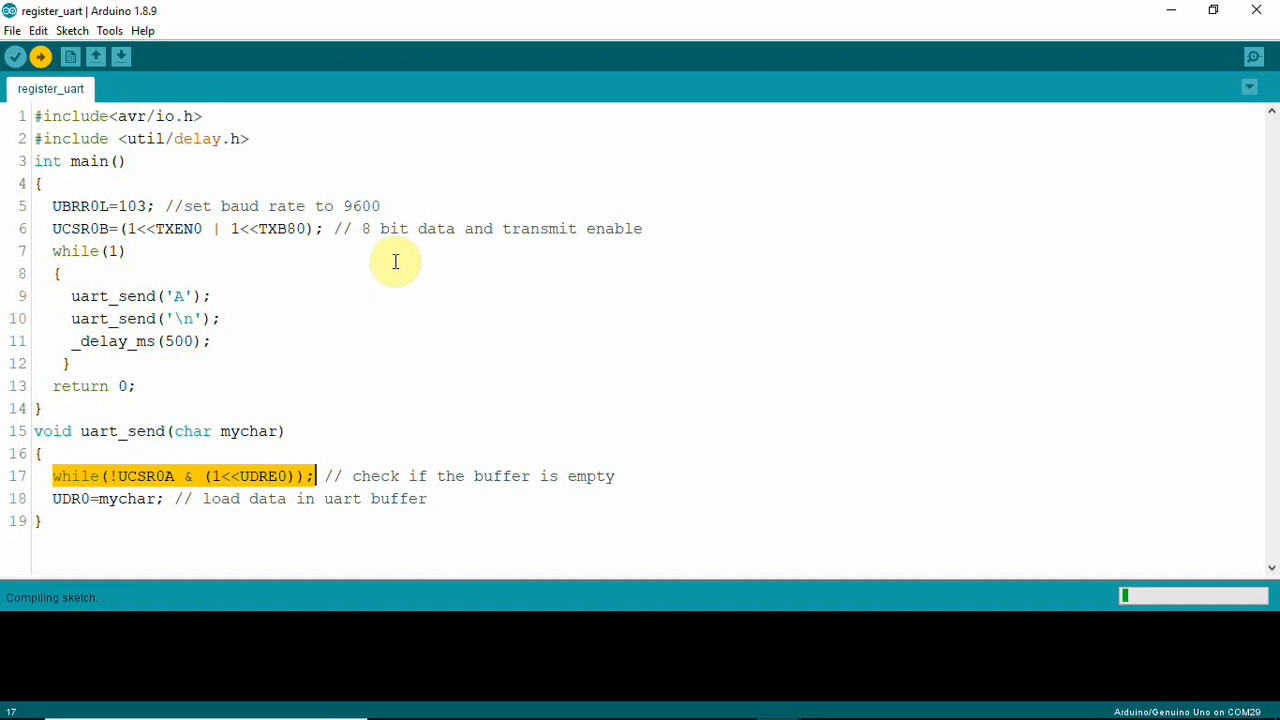 register_uart | Arduino 1.8.9
File Edit Sketch Tools Help
register_uart
1 #include<avr/io.h>
2 #include <util/delay.h>
3 int main()
4 {
5 UBRR0L=103; //set baud rate to 9600
6 UCSR0B=(1<<TXEN0 | 1<<TXB80); // 8 bit data and transmit enable
7 while(1)
8 {
9 uart_send('A');
10 uart_send('\n');
11 _delay_ms(500);
12 }
13 return 0;
14 }
15 void uart_send(char mychar)
16 {
17 while(!UCSR0A & (1<<UDRE0)); // check if the buffer is empty
18 UDR0=mychar; // load data in uart buffer
19 }
Compiling sketch...
17 Arduino/Genuino Uno on COM29